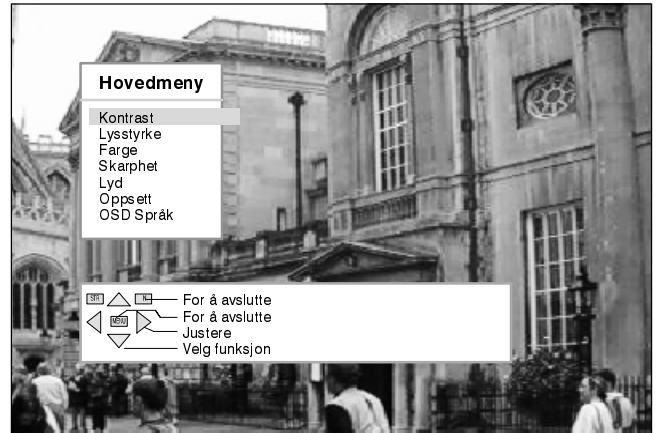 Hovedmeny
Kontrast
Lysstyrke
Farge
Skarphet
Lyd
Oppsett
OSD Språk
For å avslutte
MENU For å avslutte
Justere
Velg funksjon